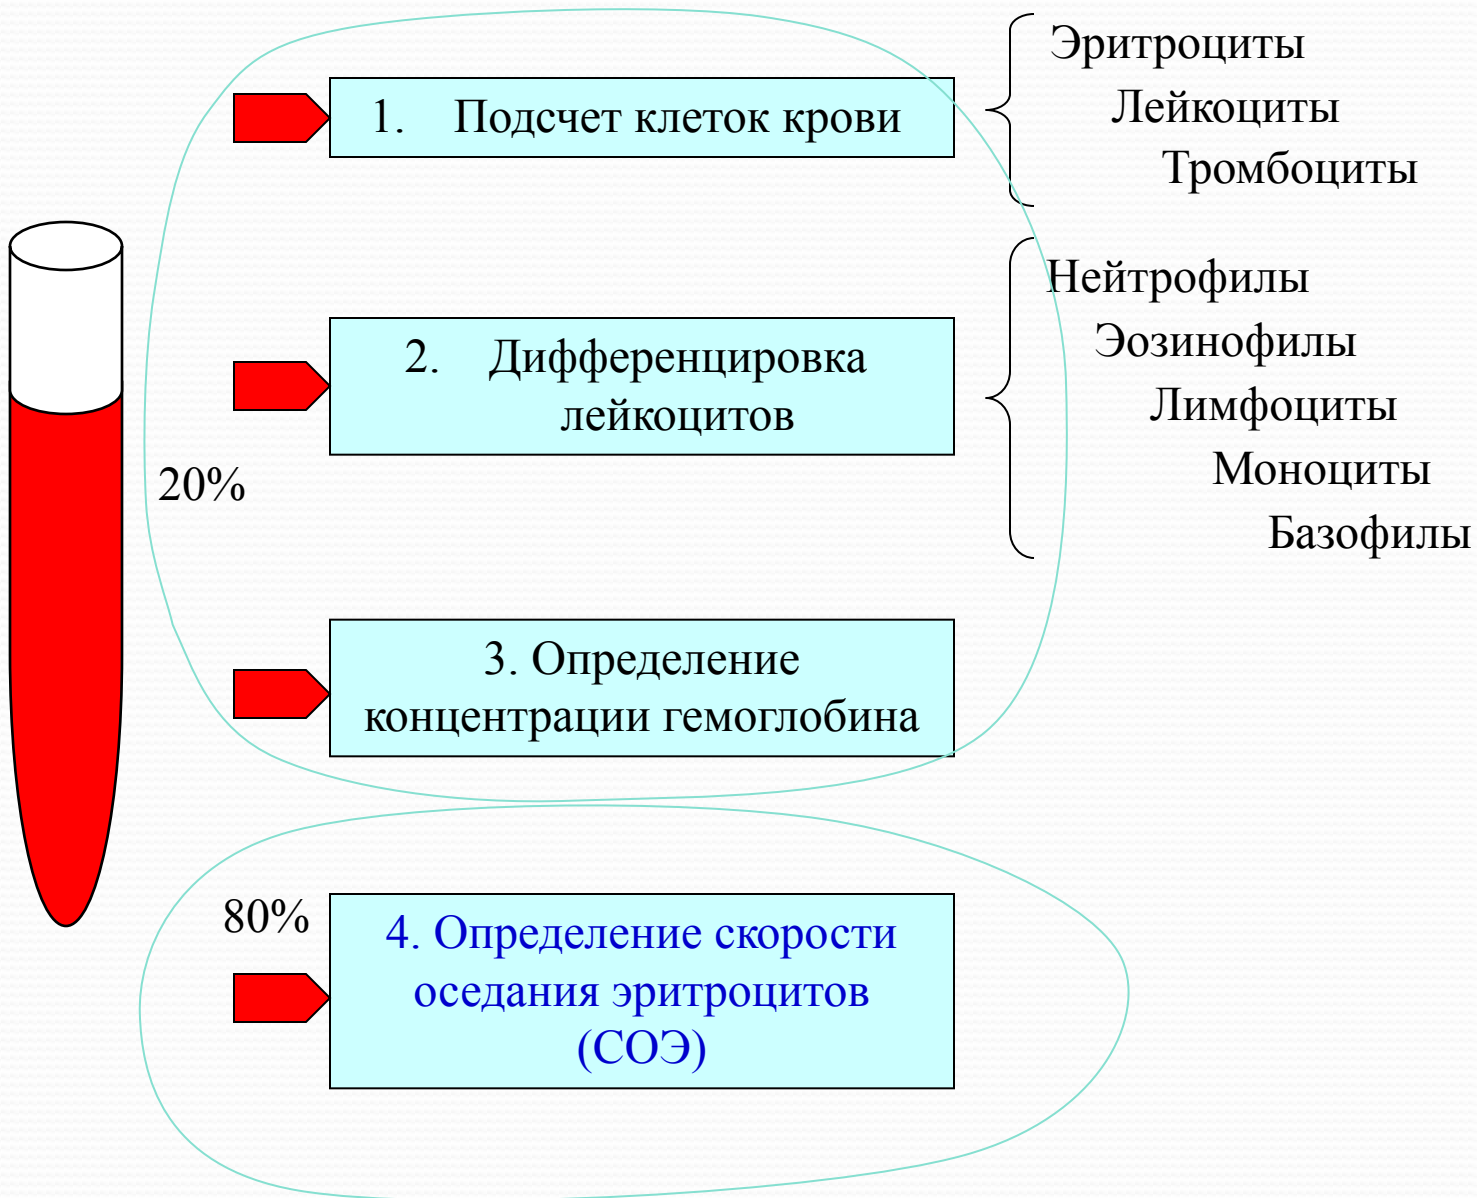 1. Подсчет клеток крови
Эритроциты
Лейкоциты
Тромбоциты
2. Дифференцировка
лейкоцитов
Нейтрофилы
Эозинофилы
Лимфоциты
Моноциты
Базофилы
20%
3. Определение
концентрации гемоглобина
80%
4. Определение скорости
оседания эритроцитов
(СОЭ)